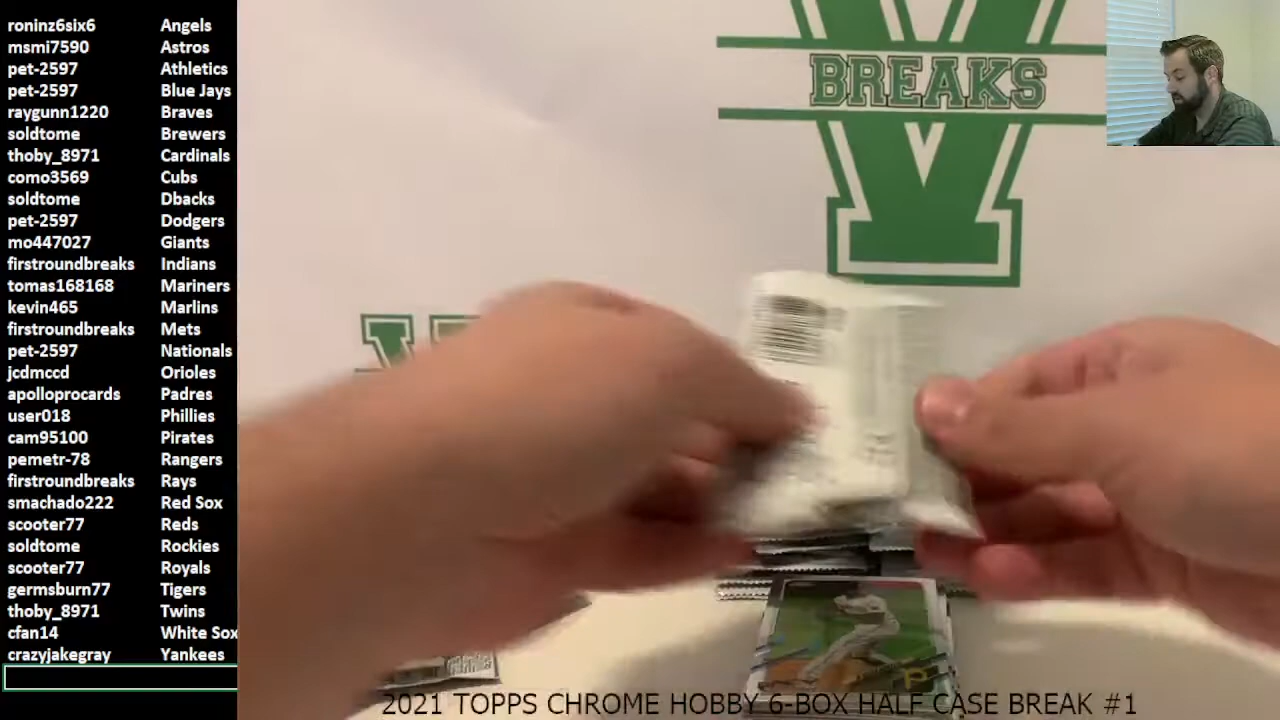 roninz6six6 Angels
msmi7590 Astros
pet-2597 Athletics
pet-2597 Blue Jays
raygunn1220 Braves
soldtome Brewers
thoby_8971 Cardinals
como3569 Cubs
soldtome Dbacks
pet-2597 Dodgers
mo447027 Giants
firstroundbreaks Indians
tomas168168 Mariners
kevin465 Marlins
firstroundbreaks Mets
pet-2597 Nationals
jcdmccd Orioles
apolloprocards Padres
user018 Phillies
cam95100 Pirates
pemetr-78 Rangers
firstroundbreaks Rays
smachado222 Red Sox
scooter77 Reds
soldtome Rockies
scooter77 Royals
germsburn77 Tigers
thoby_8971 Twins
cfan14 White Sox
crazyjakegray Yankees
V
BREAKS
2021 TOPPS CHROME HOBBY 6-BOX HALF CASE BREAK #1